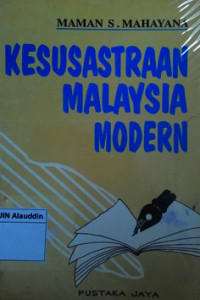 MAMAN S. MAHAYANA
KESUSASTRAAN
MALAYSIA
MODERN
UIN Alauddin
PUSTAKA JAYA